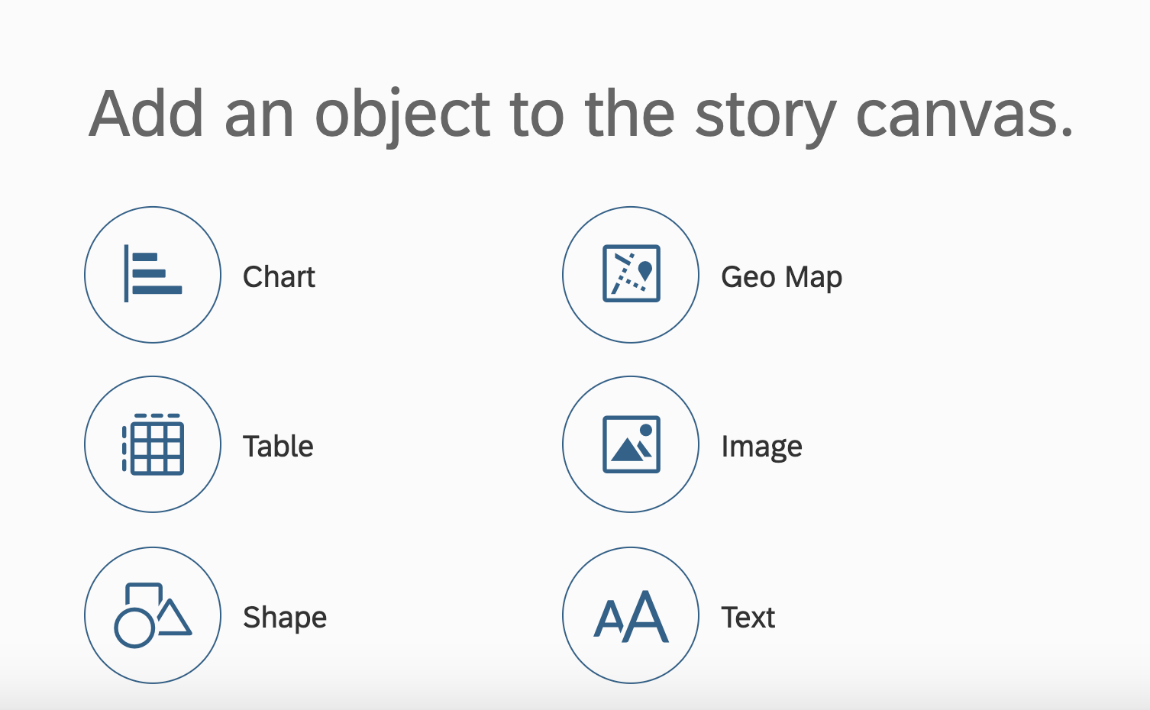 Add an object to the story canvas.
Chart
Geo Map
Table
Image
Shape
Text